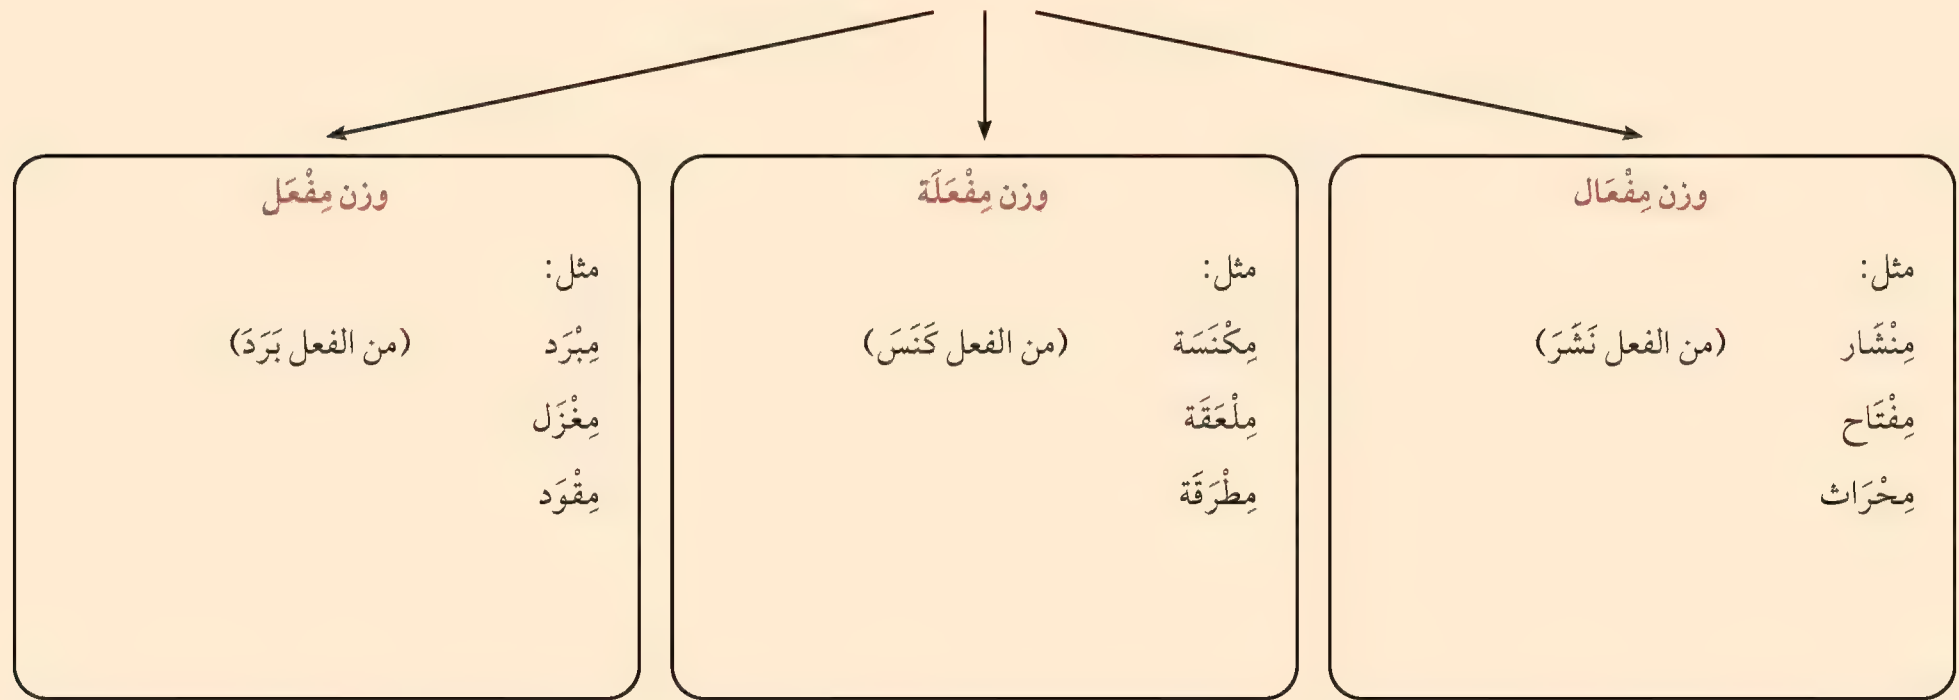 وزن مِفْعَال
مثل:
مِنْشَار (من الفعل نَشَرَ)
مِفْتَاح
مِحْرَاث
وزن مِفْعَلَة
مثل:
مِكْنَسَة (من الفعل كَنَسَ)
مِلْعَقَة
مِطْرَقَة
وزن مِفْعَل
مثل:
مِبْرَد (من الفعل بَرَدَ)
مِغْزَل
مِقْوَد